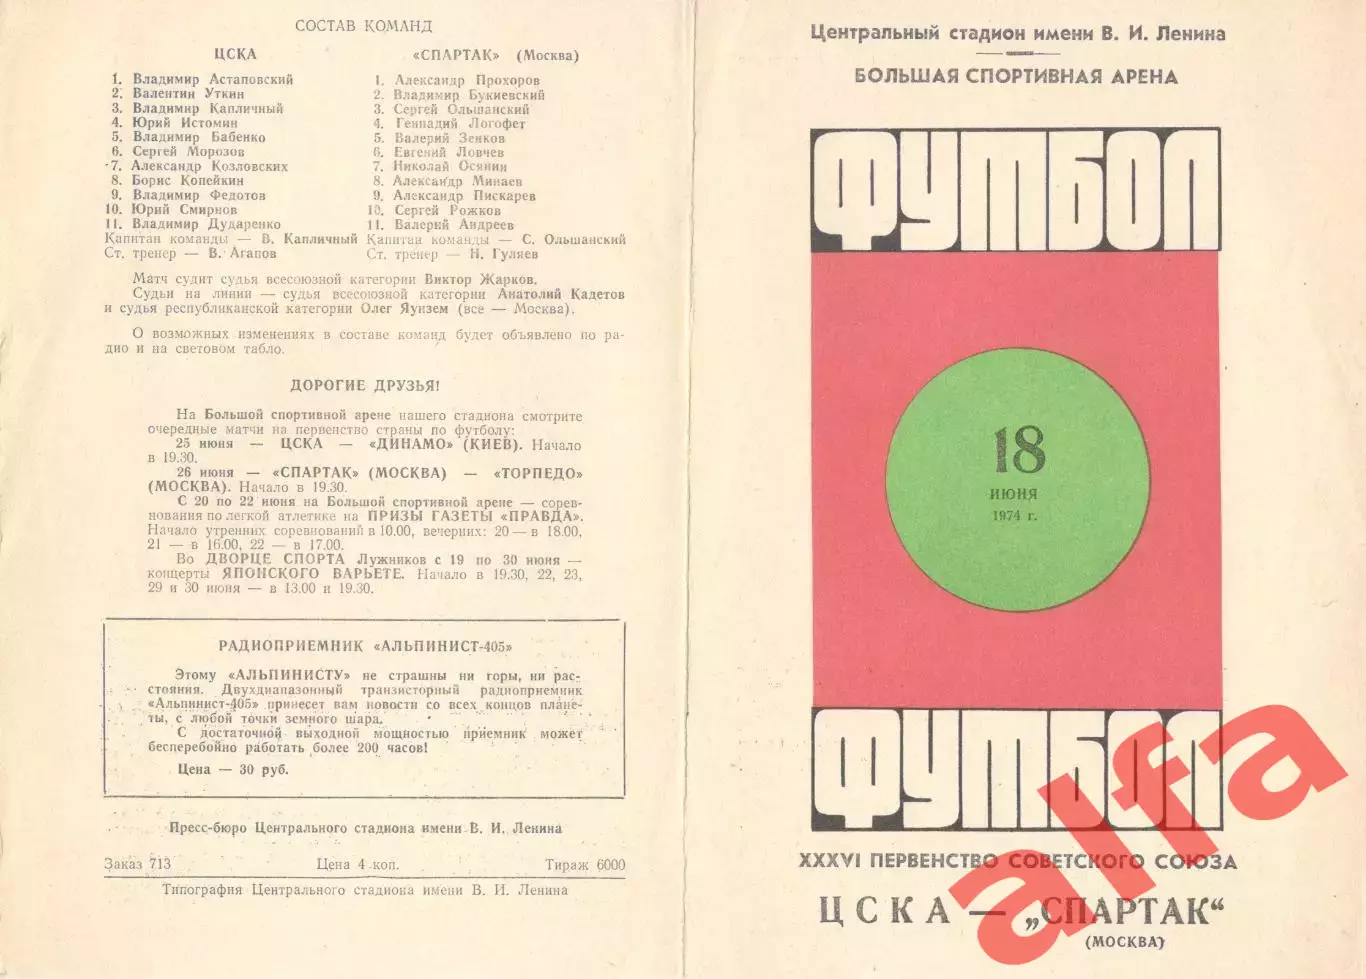 СОСТАВ КОМАНД
ЦСКА
1. Владимир Астаповский
2. Валентин Уткин
3. Владимир Капличный
4. Юрий Истомин
5. Владимир Бабенко
6. Сергей Морозов
7. Александр Козловских
8. Борис Копейкин
9. Владимир Федотов
10. Юрий Смирнов
11. Владимир Дударенко
Капитан команды — В. Капличный
Ст. тренер — В. Агапов
«СПАРТАК» (Москва)
1. Александр Прохоров
2. Владимир Букиевский
3. Сергей Ольшанский
4. Геннадий Логофет
5. Валерий Зенков
6. Евгений Ловчев
7. Николай Осянин
8. Александр Минаев
9. Александр Пискарев
10. Сергей Рожков
11. Валерий Андреев
Капитан команды — С. Ольшанский
Ст. тренер — Н. Гуляев
Матч судит судья всесоюзной категории Виктор Жарков.
Судьи на линии — судья всесоюзной категории Анатолий Кадетов
и судья республиканской категории Олег Яунзем (все — Москва).
О возможных изменениях в составе команд будет объявлено по ра-
дио и на световом табло.
ДОРОГИЕ ДРУЗЬЯ!
На Большой спортивной арене нашего стадиона смотрите
очередные матчи на первенство страны по футболу:
25 июня — ЦСКА — «ДИНАМО» (КИЕВ). Начало
в 19.30.
26 июня — «СПАРТАК» (МОСКВА) — «ТОРПЕДО»
(МОСКВА). Начало в 19.30.
С 20 по 22 июня на Большой спортивной арене — сорев-
нования по легкой атлетике на ПРИЗЫ ГАЗЕТЫ «ПРАВДА».
Начало утренних соревнований в 10.00, вечерних: 20 — в 18.00,
21 — в 16.00, 22 — в 17.00.
Во ДВОРЦЕ СПОРТА Лужников с 19 по 30 июня —
концерты ЯПОНСКОГО ВАРЬЕТЕ. Начало в 19.30, 22, 23,
29 и 30 июня — в 13.00 и 19.30.
РАДИОПРИЕМНИК «АЛЬПИНИСТ-405»
Этому «АЛЬПИНИСТУ» не страшны ни горы, ни рас-
стояния. Двухдиапазонный транзисторный радиоприемник
«Альпинист-405» принесет вам новости со всех концов плане-
ты, с любой точки земного шара.
С достаточной выходной мощностью приемник может
бесперебойно работать более 200 часов!
Цена — 30 руб.
Пресс-бюро Центрального стадиона имени В. И. Ленина
Заказ 713 Цена 4 коп. Тираж 6000
Типография Центрального стадиона имени В. И. Ленина
Центральный стадион имени В. И. Ленина
БОЛЬШАЯ СПОРТИВНАЯ АРЕНА
ФУТБОЛ
18
ИЮНЯ
1974 г.
ФУТБОЛ
XXXVI ПЕРВЕНСТВО СОВЕТСКОГО СОЮЗА
ЦСКА — „СПАРТАК“
(МОСКВА)
alfa